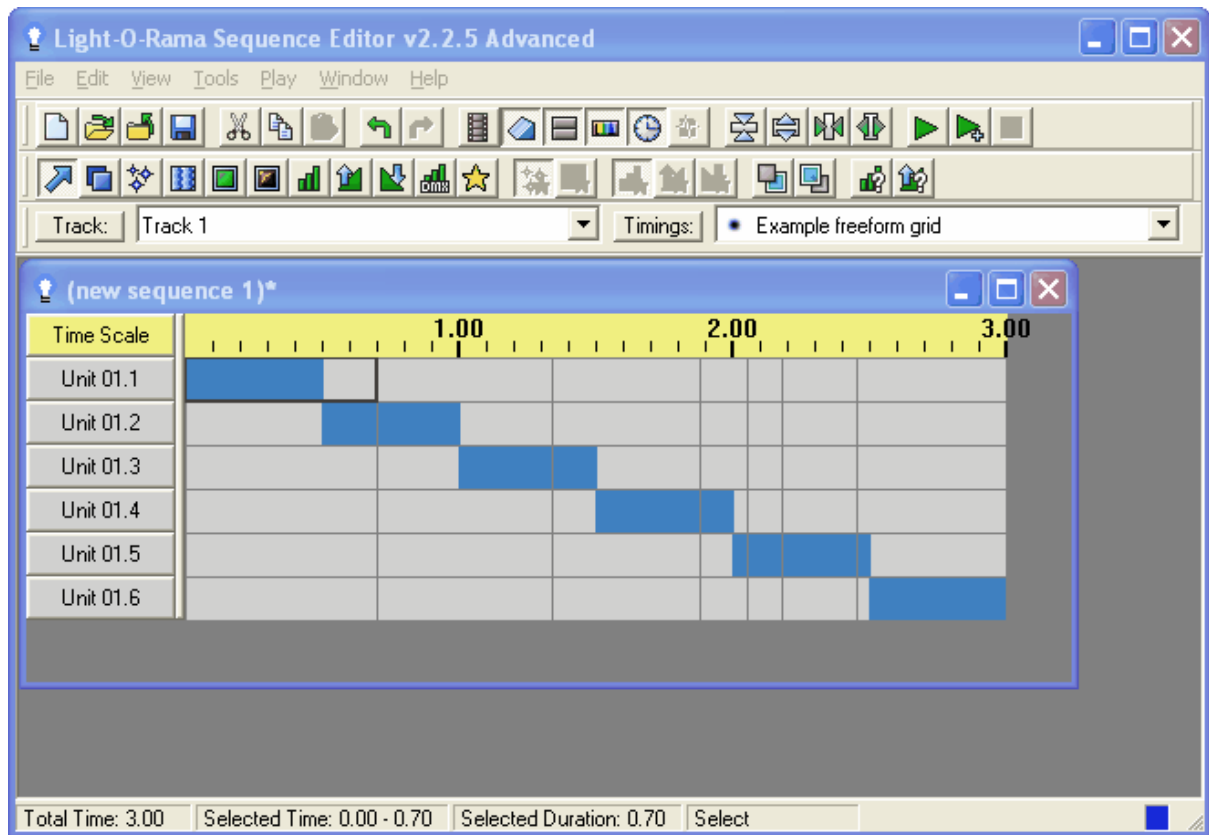 Light-O-Rama Sequence Editor v2.2.5 Advanced
File Edit View Tools Play Window Help
DMX
Track: Track 1 Timings: Example freeform grid
(new sequence 1)*
Time Scale 1.00 2.00 3.00
Unit 01.1
Unit 01.2
Unit 01.3
Unit 01.4
Unit 01.5
Unit 01.6
Total Time: 3.00 Selected Time: 0.00 - 0.70 Selected Duration: 0.70 Select